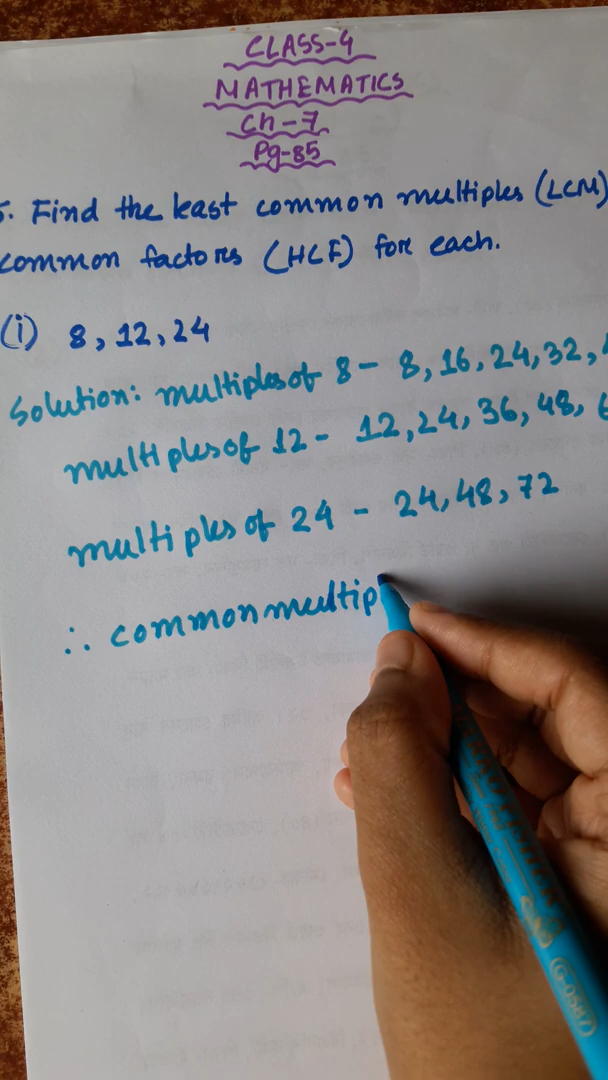 CLASS-4
MATHEMATICS
Ch-7
Pg-85
5. Find the least common multiples (LCM)
common factors (HCF) for each.
(i) 8, 12, 24
Solution: multiples of 8 - 8, 16, 24, 32,
multiples of 12 - 12, 24, 36, 48,
multiples of 24 - 24, 48, 72
∴ common multip
G-0587